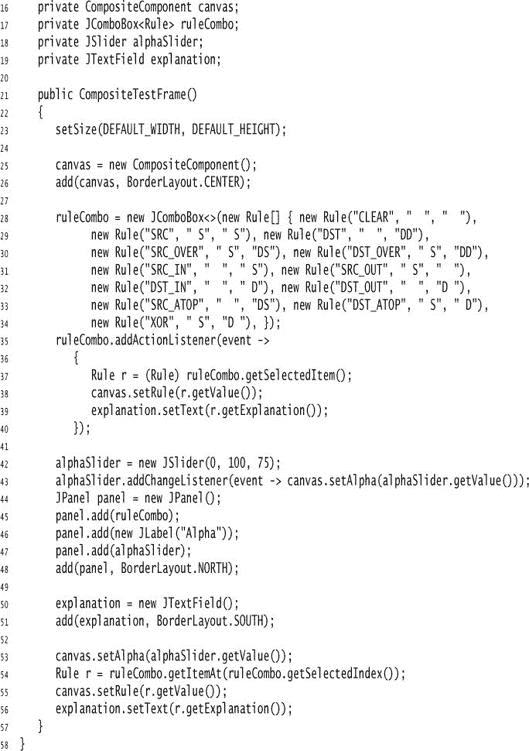 16 private CompositeComponent canvas;
17 private JComboBox<Rule> ruleCombo;
18 private JSlider alphaSlider;
19 private JTextField explanation;
20
21 public CompositeTestFrame()
22 {
23 setSize(DEFAULT_WIDTH, DEFAULT_HEIGHT);
24
25 canvas = new CompositeComponent();
26 add(canvas, BorderLayout.CENTER);
27
28 ruleCombo = new JComboBox<>(new Rule[] { new Rule("CLEAR", "  ", "  "),
29 new Rule("SRC", " S", " S"), new Rule("DST", "  ", "DD"),
30 new Rule("SRC_OVER", " S", "DS"), new Rule("DST_OVER", " S", "DD"),
31 new Rule("SRC_IN", "  ", " S"), new Rule("SRC_OUT", " S", "  "),
32 new Rule("DST_IN", "  ", " D"), new Rule("DST_OUT", "  ", "D "),
33 new Rule("SRC_ATOP", "  ", "DS"), new Rule("DST_ATOP", " S", " D"),
34 new Rule("XOR", " S", "D "), });
35 ruleCombo.addActionListener(event ->
36 {
37 Rule r = (Rule) ruleCombo.getSelectedItem();
38 canvas.setRule(r.getValue());
39 explanation.setText(r.getExplanation());
40 });
41
42 alphaSlider = new JSlider(0, 100, 75);
43 alphaSlider.addChangeListener(event -> canvas.setAlpha(alphaSlider.getValue()));
44 JPanel panel = new JPanel();
45 panel.add(ruleCombo);
46 panel.add(new JLabel("Alpha"));
47 panel.add(alphaSlider);
48 add(panel, BorderLayout.NORTH);
49
50 explanation = new JTextField();
51 add(explanation, BorderLayout.SOUTH);
52
53 canvas.setAlpha(alphaSlider.getValue());
54 Rule r = ruleCombo.getItemAt(ruleCombo.getSelectedIndex());
55 canvas.setRule(r.getValue());
56 explanation.setText(r.getExplanation());
57 }
58 }